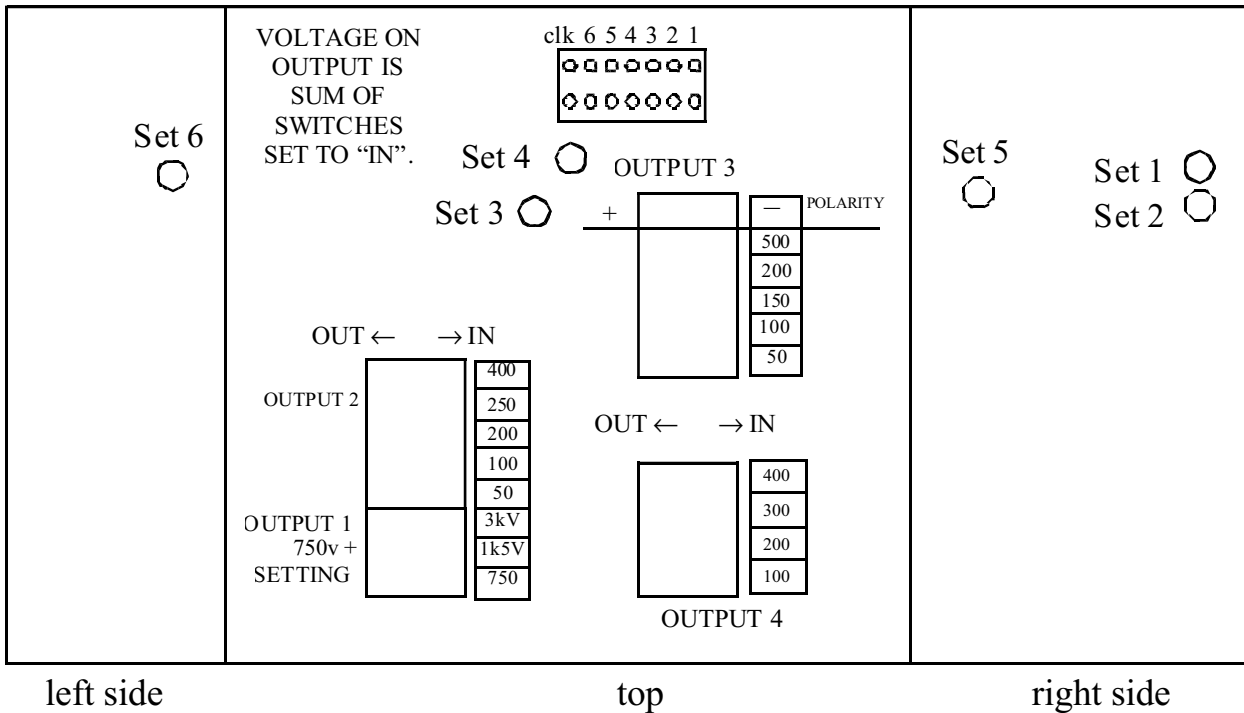 VOLTAGE ON
OUTPUT IS
SUM OF
SWITCHES
SET TO “IN”.
clk 6 5 4 3 2 1
Set 6
Set 4
Set 3
OUTPUT 3
+
—
POLARITY
500
200
150
100
50
Set 5
Set 1
Set 2
OUT ← → IN
OUTPUT 2
400
250
200
100
50
OUTPUT 1
750v +
SETTING
3kV
1k5V
750
OUT ← → IN
400
300
200
100
OUTPUT 4
left side
top
right side